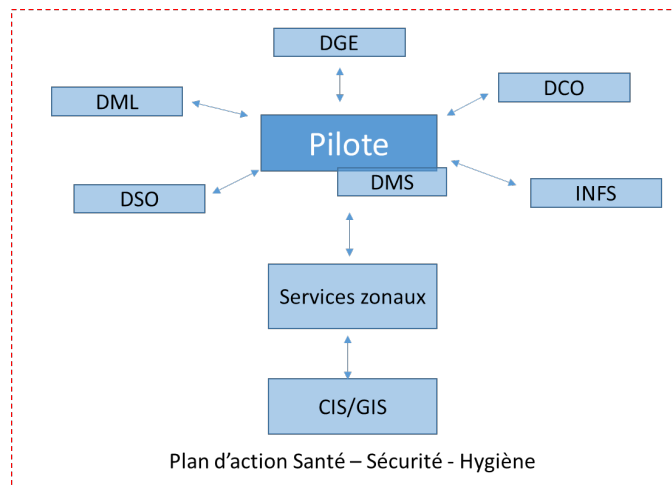 DGE
DML
DCO
Pilote
DMS
DSO
INFS
Services zonaux
CIS/GIS
Plan d’action Santé – Sécurité - Hygiène